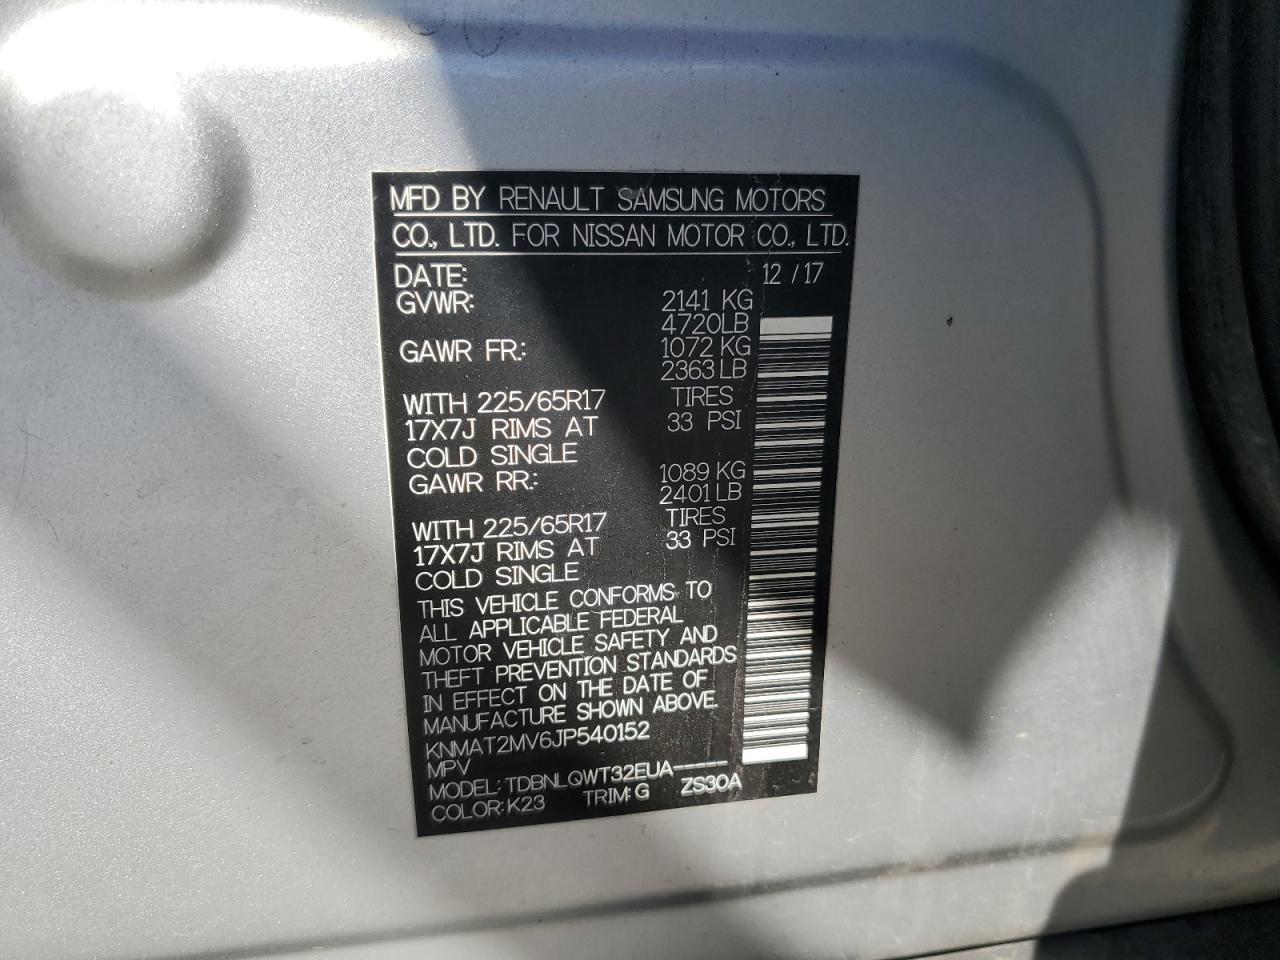 MFD BY RENAULT SAMSUNG MOTORS
CO., LTD. FOR NISSAN MOTOR CO., LTD.
DATE: 12 / 17
GVWR: 2141 KG
4720LB
GAWR FR: 1072 KG
2363 LB
WITH 225/65R17 TIRES
17X7J RIMS AT 33 PSI
COLD SINGLE
GAWR RR: 1089 KG
2401 LB
WITH 225/65R17 TIRES
17X7J RIMS AT 33 PSI
COLD SINGLE
THIS VEHICLE CONFORMS TO
ALL APPLICABLE FEDERAL
MOTOR VEHICLE SAFETY AND
THEFT PREVENTION STANDARDS
IN EFFECT ON THE DATE OF
MANUFACTURE SHOWN ABOVE.
KNMAT2MV6JP540152
MPV
MODEL: TDBNLQWT32EUA-----
COLOR: K23 TRIM: G ZS30A